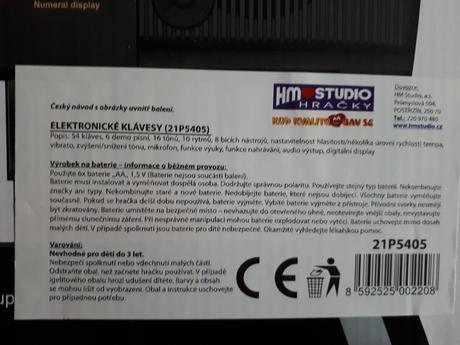 Numeral display
Český návod s obrázky uvnitř balení.
HM STUDIO
HRAČKY
Dovozce:
HM Studio, a.s.
Průmyslová 504,
POSTŘIŽÍN, 250 70
Tel.: 220 970 480
www.hmstudio.cz
ELEKTRONICKÉ KLÁVESY (21P5405)
Popis: 54 kláves, 6 demo písní, 16 tónů, 10 rytmů, 8 bicích nástrojů, nastavitelnost hlasitosti/několika úrovní rychlosti tempa,
vibrato, zvýšení/snížení tónu, mikrofon, funkce výuky, funkce nahrávání, audio výstup, digitální display
Výrobek na baterie – informace o běžném provozu:
Použijte 6x baterie „AA„, 1,5 V (Baterie nejsou součástí balení).
Baterie musí instalovat a vyměňovat dospělá osoba. Dodržujte správnou polaritu. Používejte stejný typ baterií. Nekombinujte
značky ani typy. Nekombinujte staré a nové baterie. Nedobíjejte baterie, které nejsou dobíjecí. Všechny baterie vyměňujte
současně. Pokud se hračka delší dobu nepoužívá, baterie vyjměte. Vybité baterie vyjměte z přístroje. Přívodní svorky nesmějí
být zkratovány. Baterie umístěte na bezpečné místo – nevhazujte do otevřeného ohně, neotevírejte vnější obaly, nevystavujte
přímému slunečnímu záření. Při nesprávné manipulaci mohou baterie explodovat nebo vytéci. Baterie uchovejte mimo dosah
malých dětí. V případě spolknutí jsou baterie pro dítě nebezpečné. Okamžitě vyhledejte lékařskou pomoc.
Varování:
Nevhodné pro děti do 3 let.
Nebezpečí spolknutí nebo vdechnutí malých částí.
Odstraňte obal, než začnete hračku používat. V případě
igelitového obalu hrozí udušení dítěte. Barvy a obsah
se mohou lišit od vyobrazení. Obal a instrukce uschovejte
pro případnou potřebu.
21P5405
CE
8 592525 002208
up